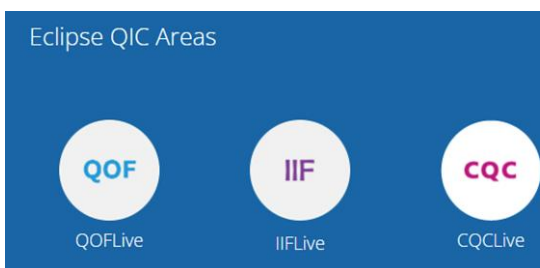 Eclipse QIC Areas
QOF
IIF
CQC
QOFLive
IIFLive
CQCLive